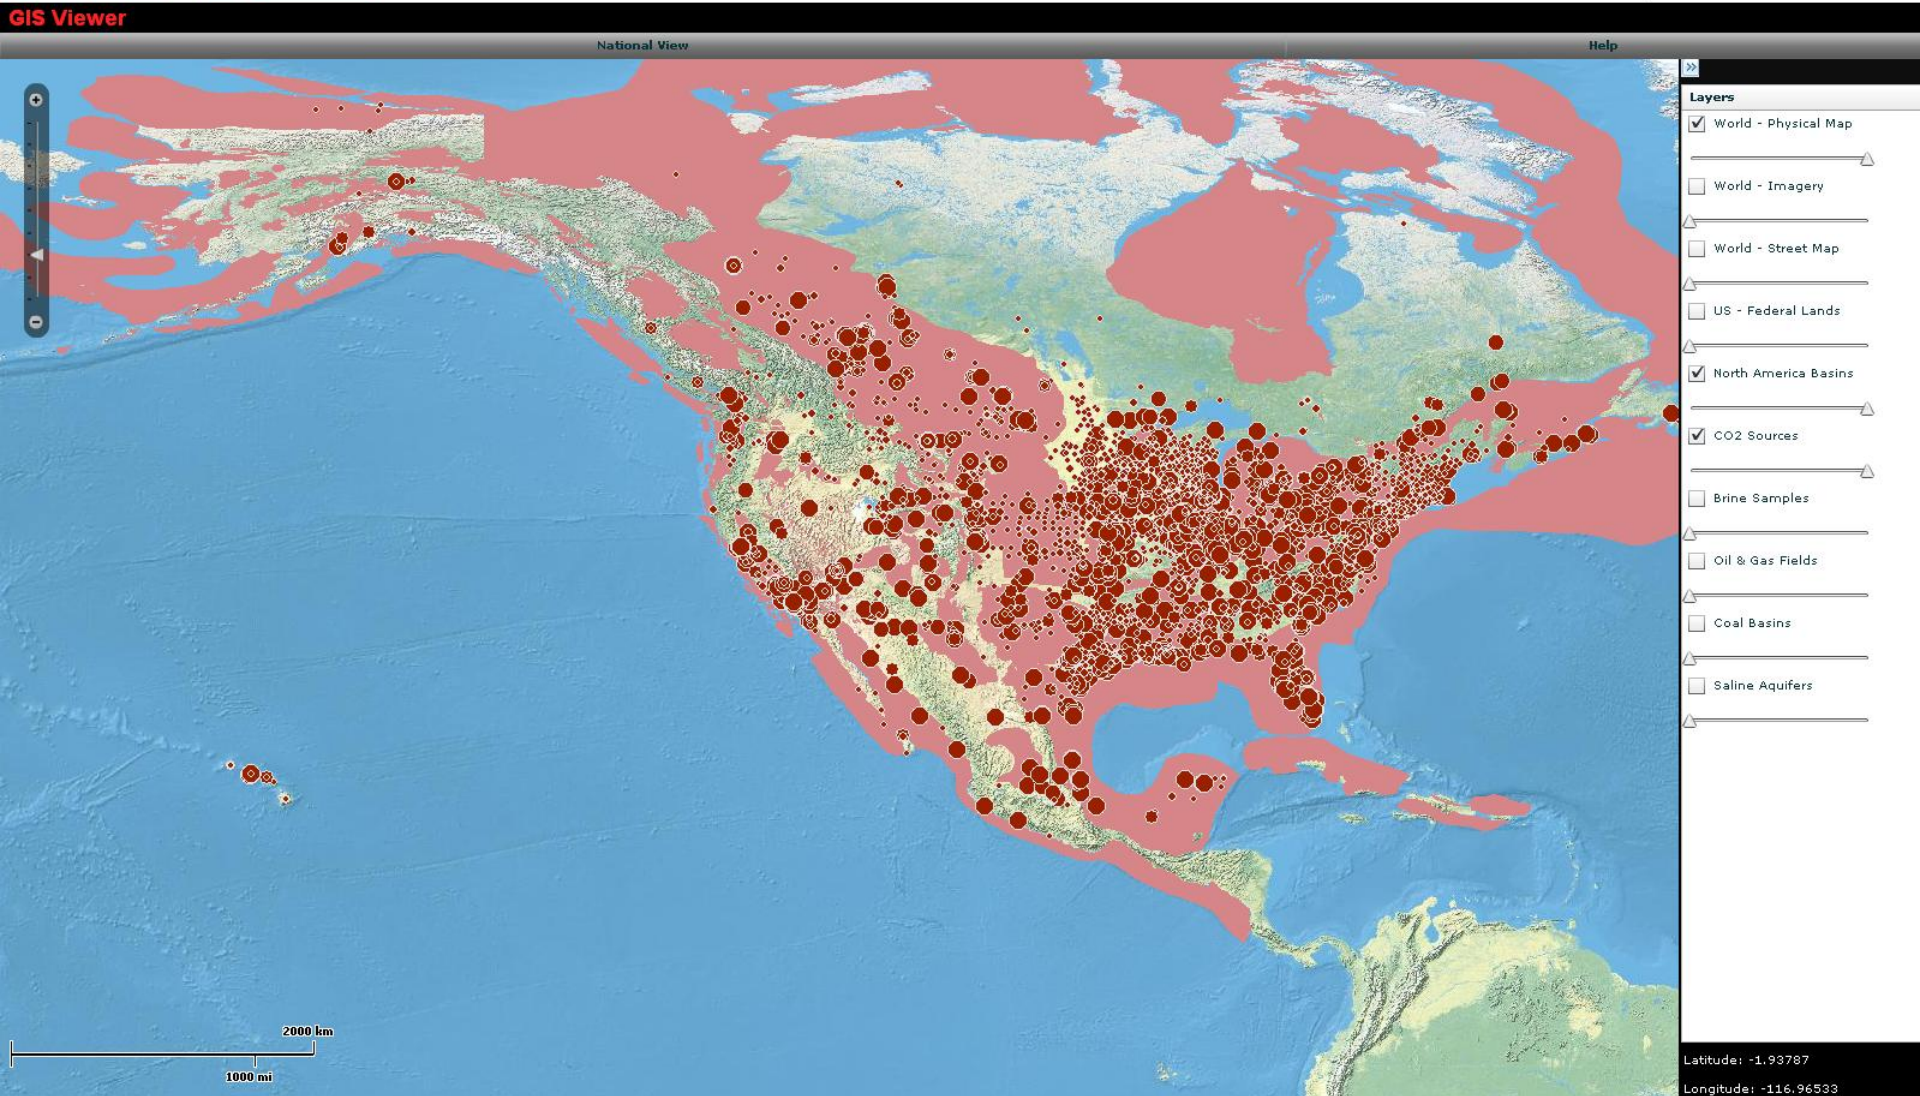 GIS Viewer
National View
Help
Layers
World - Physical Map
World - Imagery
World - Street Map
US - Federal Lands
North America Basins
CO2 Sources
Brine Samples
Oil & Gas Fields
Coal Basins
Saline Aquifers
2000 km
1000 mi
Latitude: -1.93787
Longitude: -116.96533